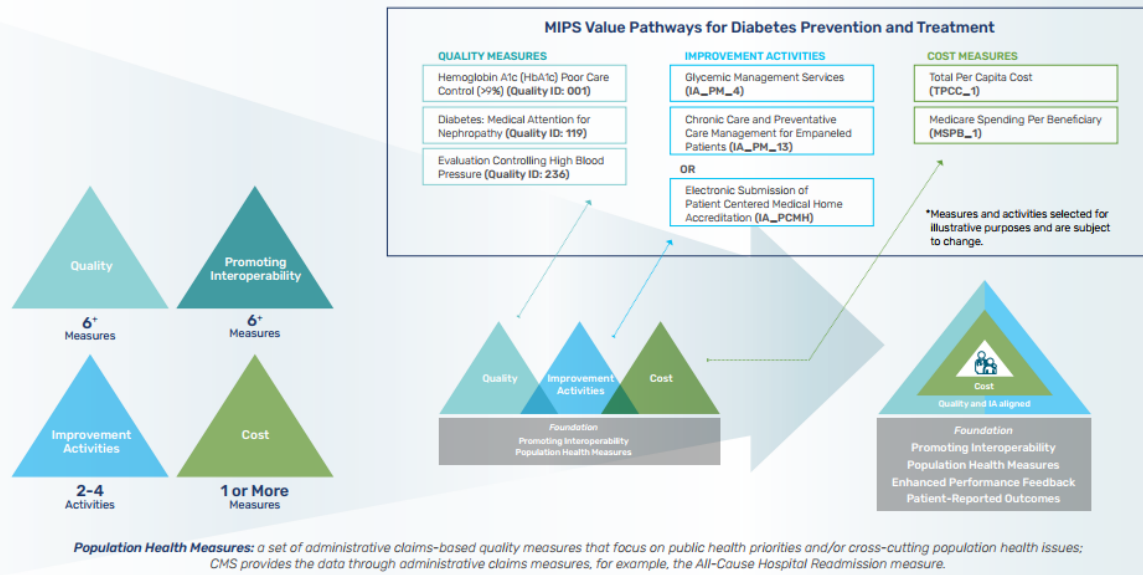 MIPS Value Pathways for Diabetes Prevention and Treatment
QUALITY MEASURES
Hemoglobin A1c (HbA1c) Poor Care
Control (>9%) (Quality ID: 001)
Diabetes: Medical Attention for
Nephropathy (Quality ID: 119)
Evaluation Controlling High Blood
Pressure (Quality ID: 236)
IMPROVEMENT ACTIVITIES
Glycemic Management Services
(IA_PM_4)
Chronic Care and Preventative
Care Management for Empaneled
Patients (IA_PM_13)
OR
Electronic Submission of
Patient Centered Medical Home
Accreditation (IA_PCMH)
COST MEASURES
Total Per Capita Cost
(TPCC_1)
Medicare Spending Per Beneficiary
(MSPB_1)
*Measures and activities selected for
illustrative purposes and are subject
to change.
Quality
6+
Measures
Promoting
Interoperability
6+
Measures
Improvement
Activities
2-4
Activities
Cost
1 or More
Measures
Quality
Improvement
Activities
Cost
Foundation
Promoting Interoperability
Population Health Measures
Cost
Quality and IA aligned
Foundation
Promoting Interoperability
Population Health Measures
Enhanced Performance Feedback
Patient-Reported Outcomes
Population Health Measures: a set of administrative claims-based quality measures that focus on public health priorities and/or cross-cutting population health issues;
CMS provides the data through administrative claims measures, for example, the All-Cause Hospital Readmission measure.